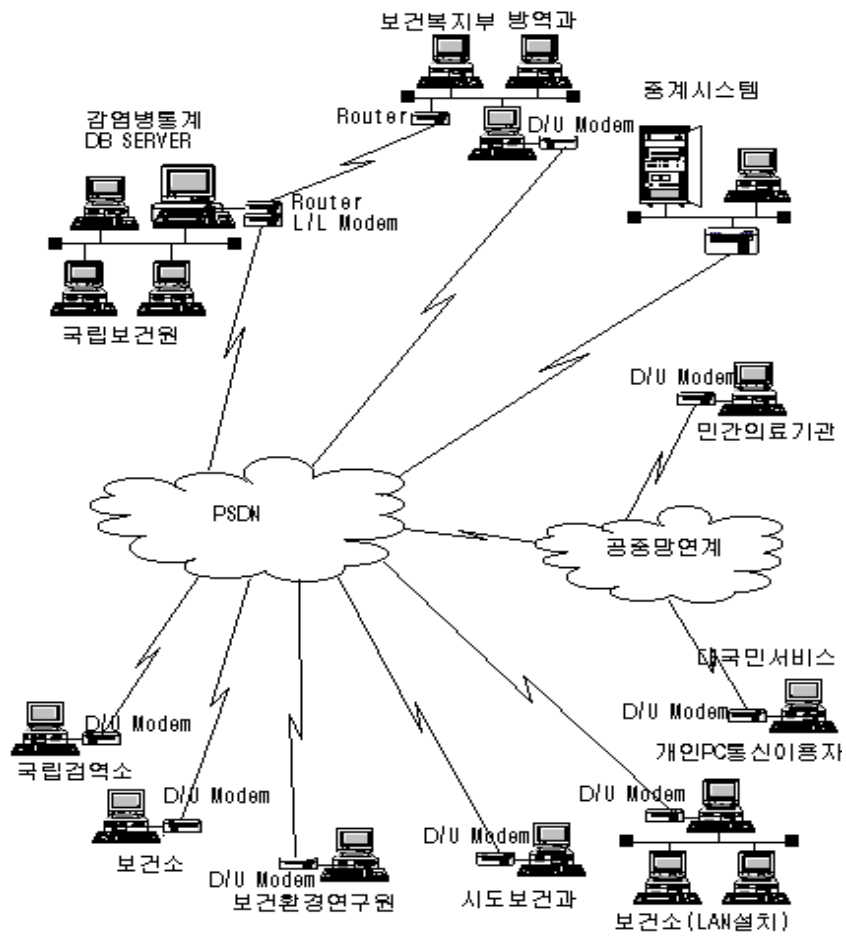 보건복지부 방역과
Router
D/U Modem
중계시스템
감염병통계
DB SERVER
Router
L/L Modem
국립보건원
D/U Modem
민간의료기관
PSDN
공중망연계
대국민서비스
D/U Modem
개인PC통신이용자
D/U Modem
국립검역소
D/U Modem
보건소
D/U Modem
보건환경연구원
D/U Modem
시도보건과
D/U Modem
보건소(LAN설치)